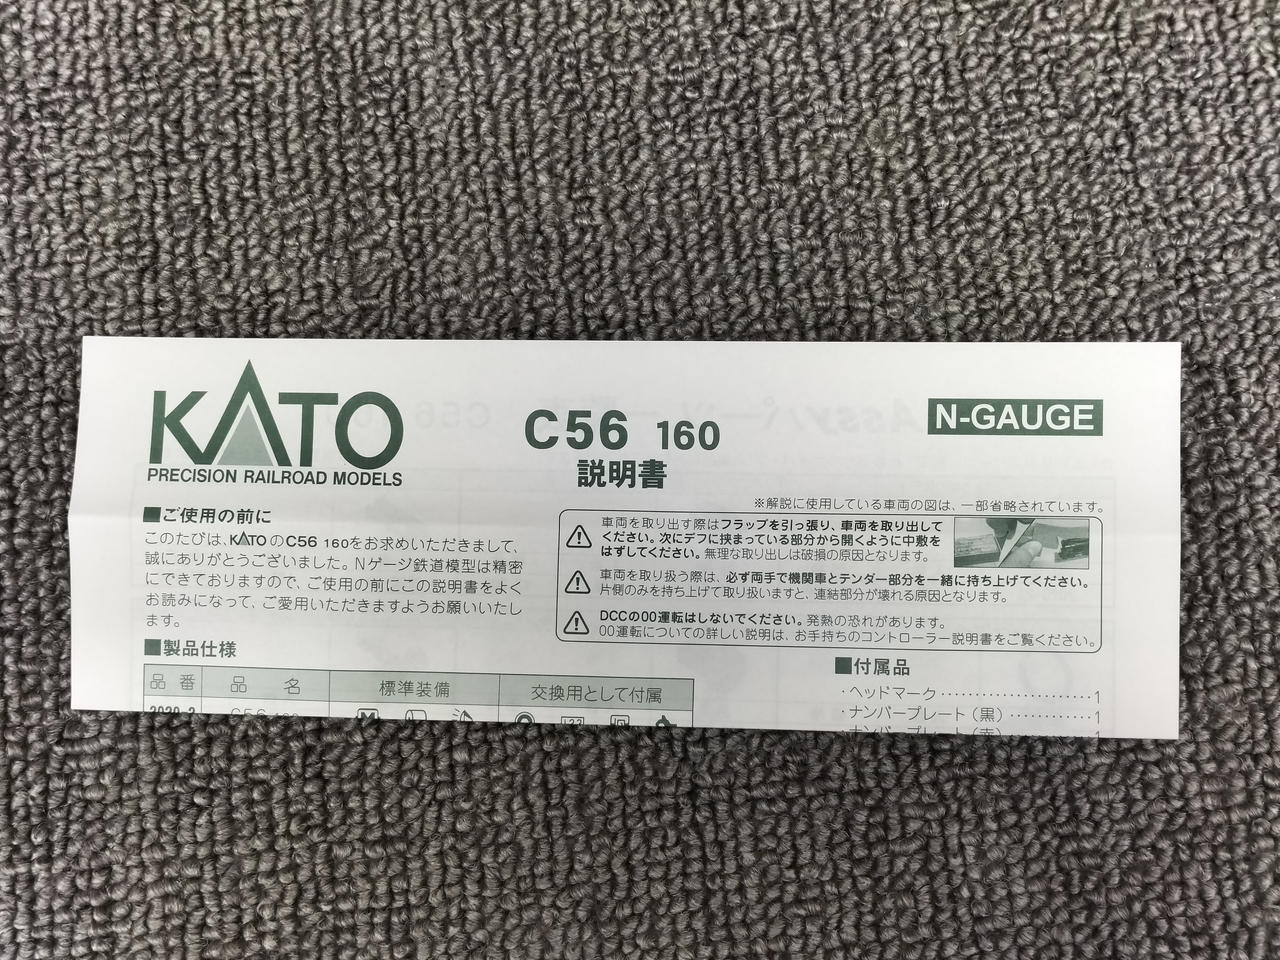 KATO
PRECISION RAILROAD MODELS
C56 160
説明書
N-GAUGE
※解説に使用している車両の図は、一部省略されています。
■ご使用の前に
このたびは、KATOのC56 160をお求めいただきまして、
誠にありがとうございました。Nゲージ鉄道模型は精密
にできておりますので、ご使用の前にこの説明書をよく
お読みになって、ご愛用いただきますようお願いいたし
ます。
車両を取り出す際はフラップを引っ張り、車両を取り出して
ください。次にデフに挟まっている部分から開くように中敷を
はずしてください。無理な取り出しは破損の原因となります。
車両を取り扱う際は、必ず両手で機関車とテンダー部分を一緒に持ち上げてください。
片側のみを持ち上げて取り扱いますと、連結部分が壊れる原因となります。
DCCの00運転はしないでください。発熱の恐れがあります。
00運転についての詳しい説明は、お手持ちのコントローラー説明書をご覧ください。
■製品仕様
品番 品名 標準装備 交換用として付属
2020-2 C56 160 M
■付属品
・ヘッドマーク……………………1
・ナンバープレート（黒）…………1
・ナンバープレート（赤）…………1